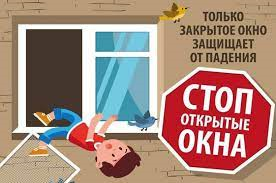 ТОЛЬКО
ЗАКРЫТОЕ ОКНО
ЗАЩИЩАЕТ
ОТ ПАДЕНИЯ
СТОП
ОТКРЫТЫЕ
ОКНА